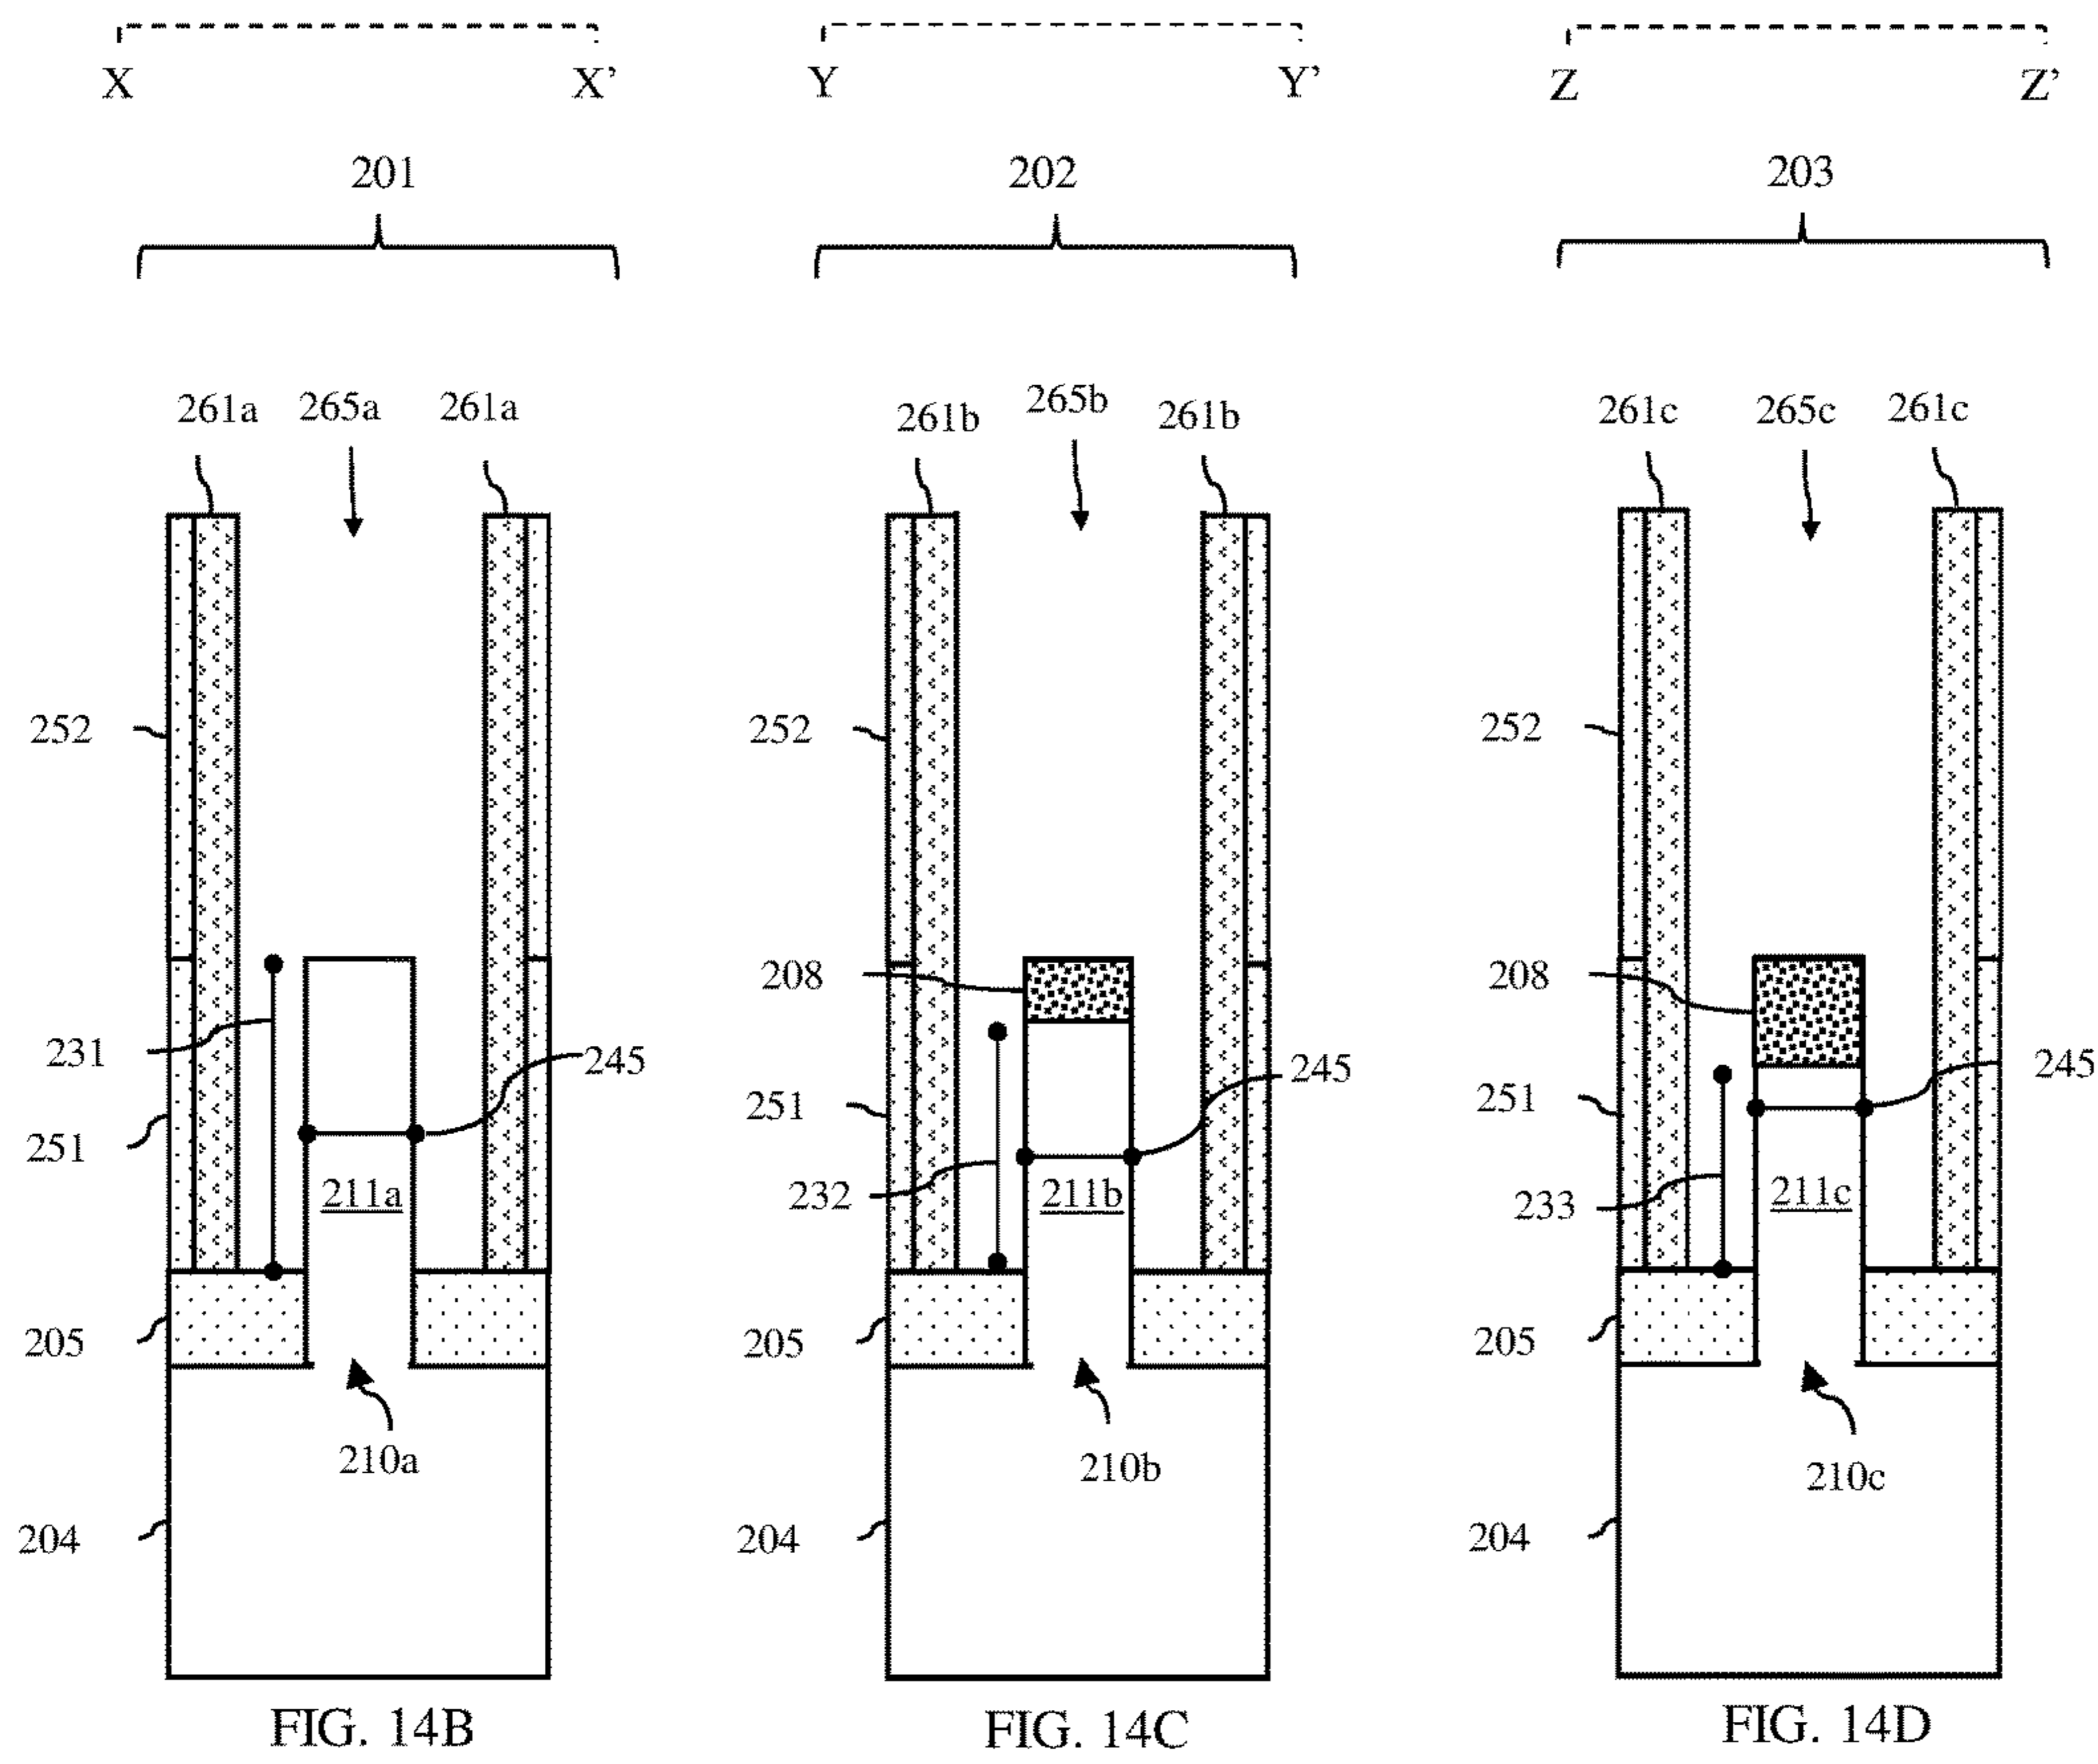 X X' Y Y' Z Z'
201 202 203
261a 265a 261a 261b 265b 261b 261c 265c 261c
252 252 252
208 208
231 245 245 245
251 251 251
211a 232 211b 233 211c
205 205 205
210a 210b 210c
204 204 204
FIG. 14B FIG. 14C FIG. 14D